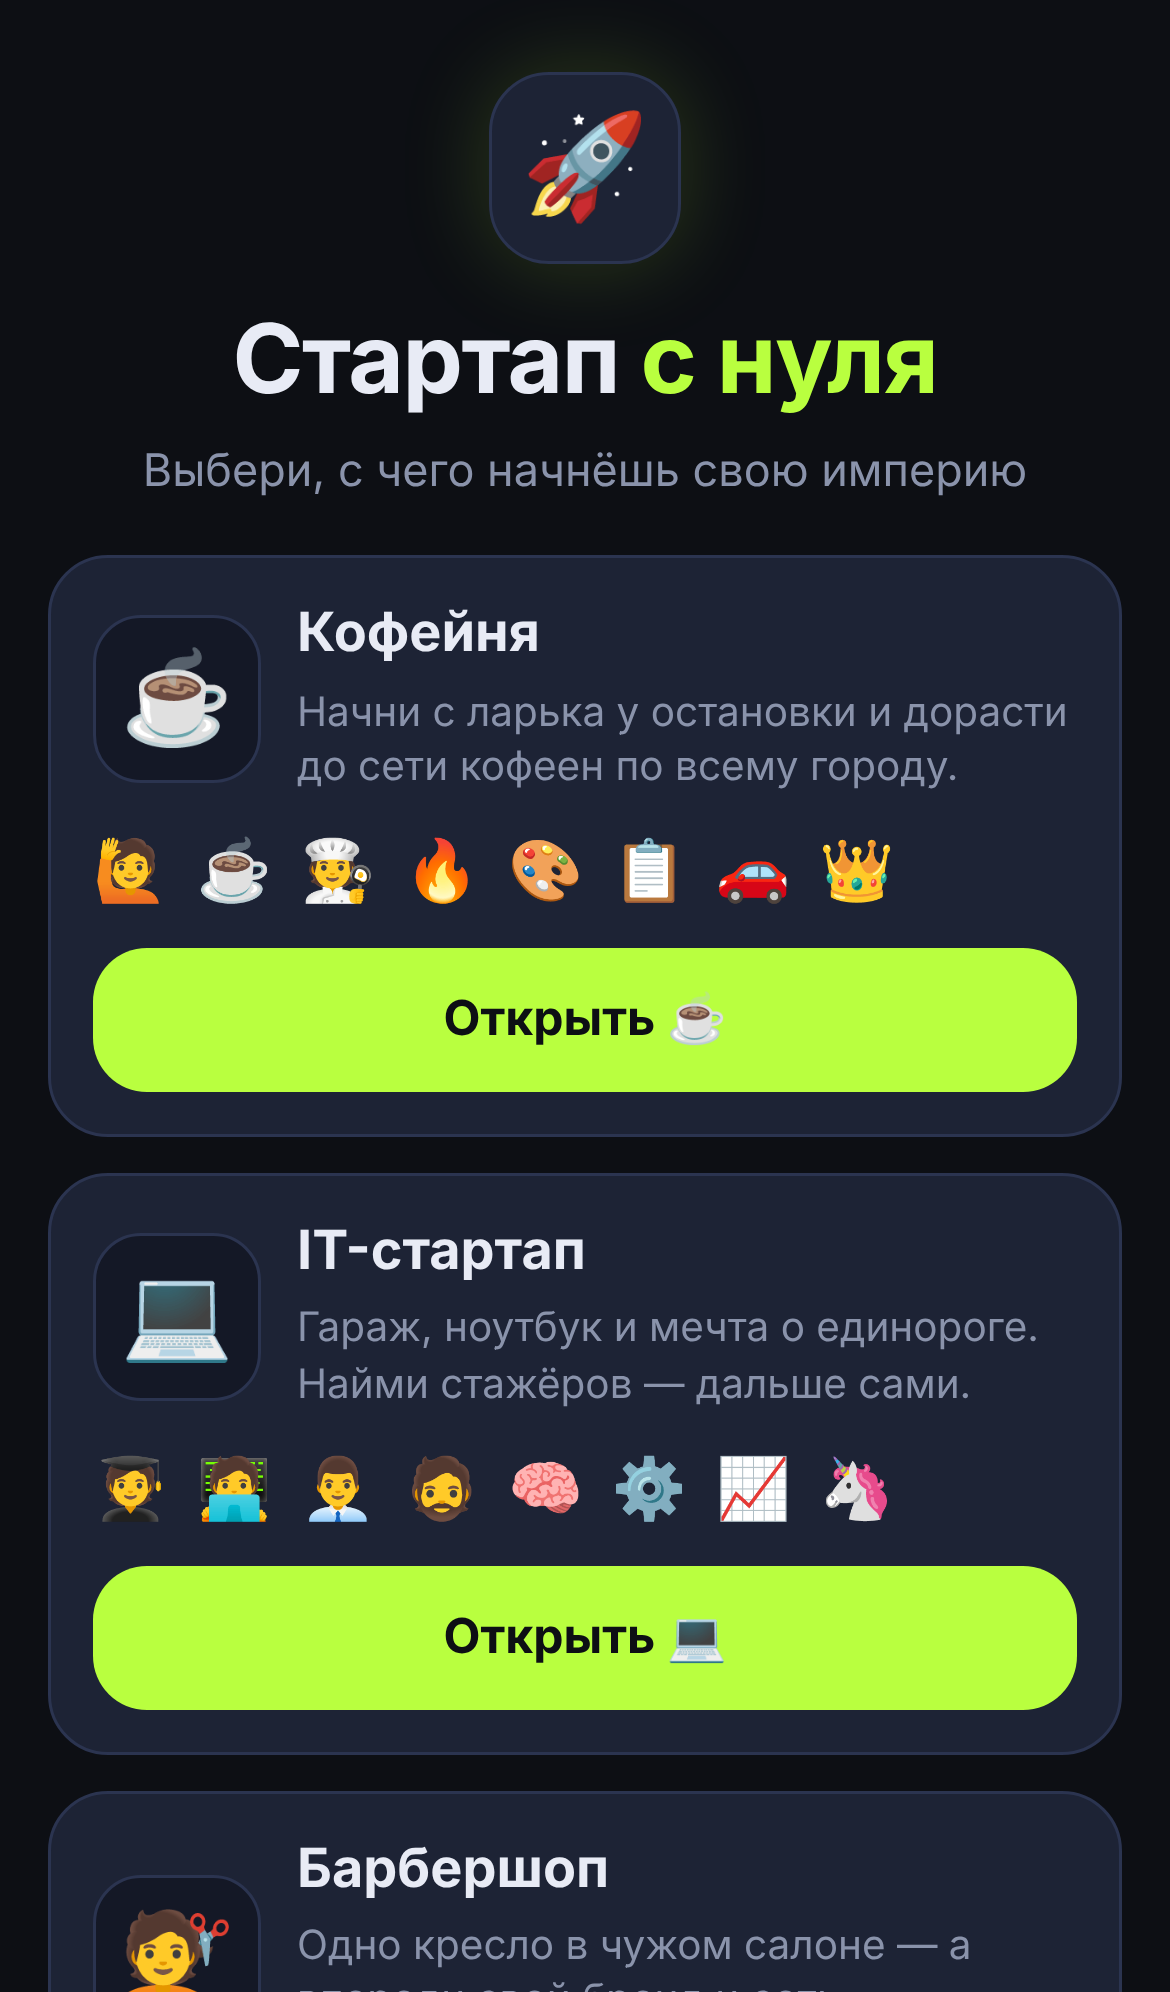 Стартап с нуля
Выбери, с чего начнёшь свою империю
Кофейня
Начни с ларька у остановки и дорасти
до сети кофеен по всему городу.
Открыть
IT-стартап
Гараж, ноутбук и мечта о единороге.
Найми стажёров — дальше сами.
Открыть
Барбершоп
Одно кресло в чужом салоне — а